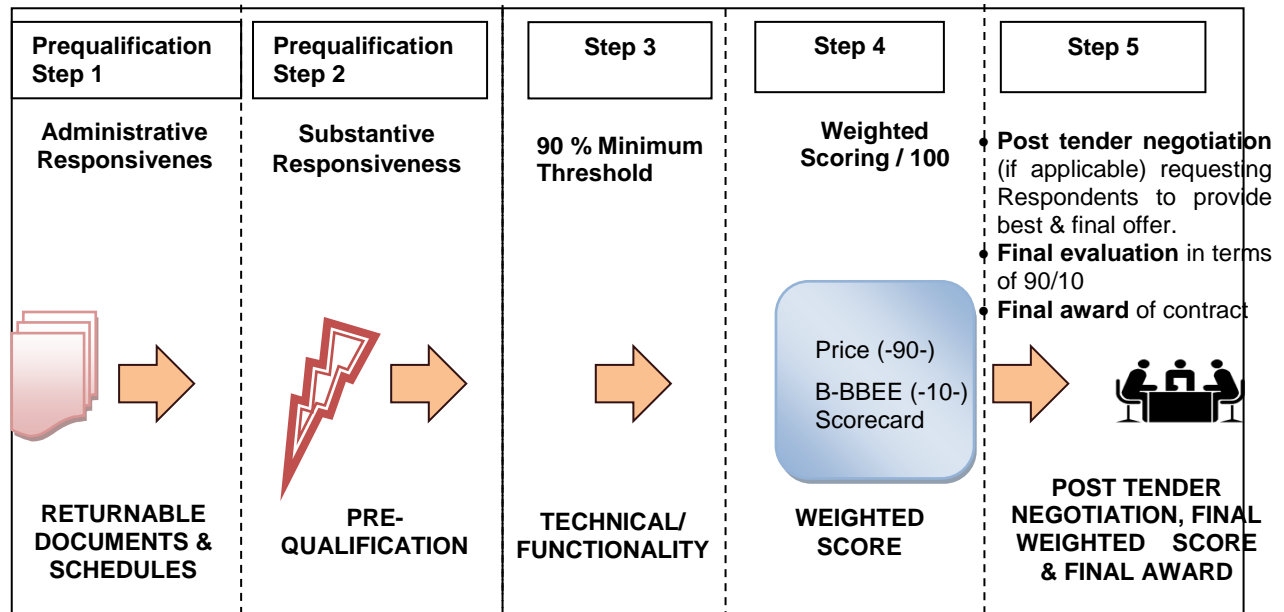 Prequalification
Step 1
Prequalification
Step 2
Step 3
Step 4
Step 5
Administrative
Responsivenes
Substantive
Responsiveness
90 % Minimum
Threshold
Weighted
Scoring / 100
• Post tender negotiation
(if applicable) requesting
Respondents to provide
best & final offer.
• Final evaluation in terms
of 90/10
• Final award of contract
Price (-90-)
B-BBEE (-10-)
Scorecard
RETURNABLE
DOCUMENTS &
SCHEDULES
PRE-
QUALIFICATION
TECHNICAL/
FUNCTIONALITY
WEIGHTED
SCORE
POST TENDER
NEGOTIATION, FINAL
WEIGHTED SCORE
& FINAL AWARD